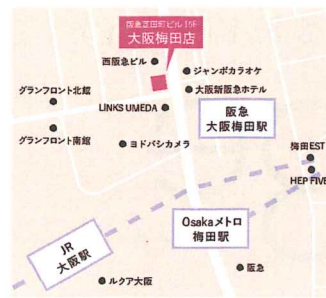 阪急芝田町ビル15F
大阪梅田店
西阪急ビル
ジャンボカラオケ
グランフロント北館
大阪新阪急ホテル
LINKS UMEDA
阪急
大阪梅田駅
グランフロント南館
ヨドバシカメラ
梅田EST
HEP FIVE
Osakaメトロ
梅田駅
JR
大阪駅
阪急
ルクア大阪